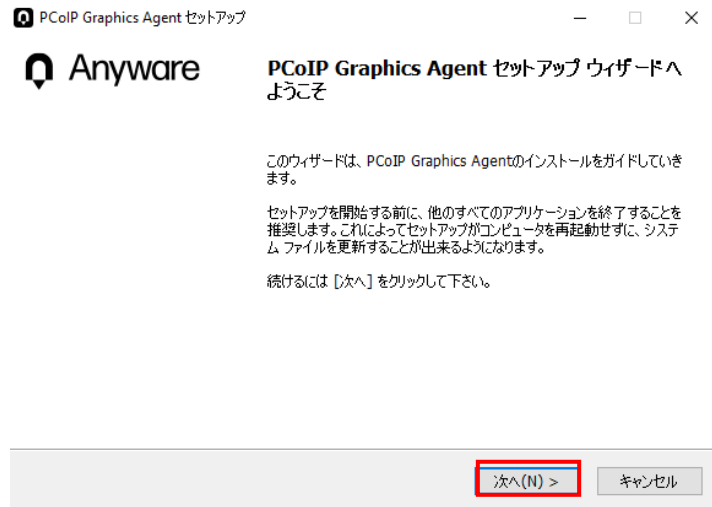 PCoIP Graphics Agent セットアップ
Anyware
PCoIP Graphics Agent セットアップ ウィザードへ
ようこそ
このウィザードは、PCoIP Graphics Agentのインストールをガイドしていき
ます。
セットアップを開始する前に、他のすべてのアプリケーションを終了することを
推奨します。これによってセットアップがコンピュータを再起動せずに、システ
ム ファイルを更新することが出来るようになります。
続けるには [次へ] をクリックして下さい。
次へ(N) >
キャンセル